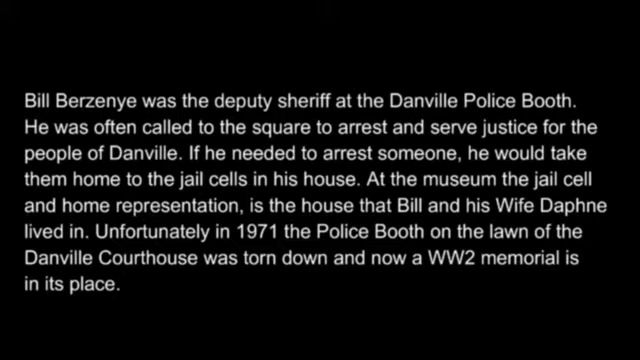 Bill Berzenye was the deputy sheriff at the Danville Police Booth.
He was often called to the square to arrest and serve justice for the
people of Danville. If he needed to arrest someone, he would take
them home to the jail cells in his house. At the museum the jail cell
and home representation, is the house that Bill and his Wife Daphne
lived in. Unfortunately in 1971 the Police Booth on the lawn of the
Danville Courthouse was torn down and now a WW2 memorial is
in its place.